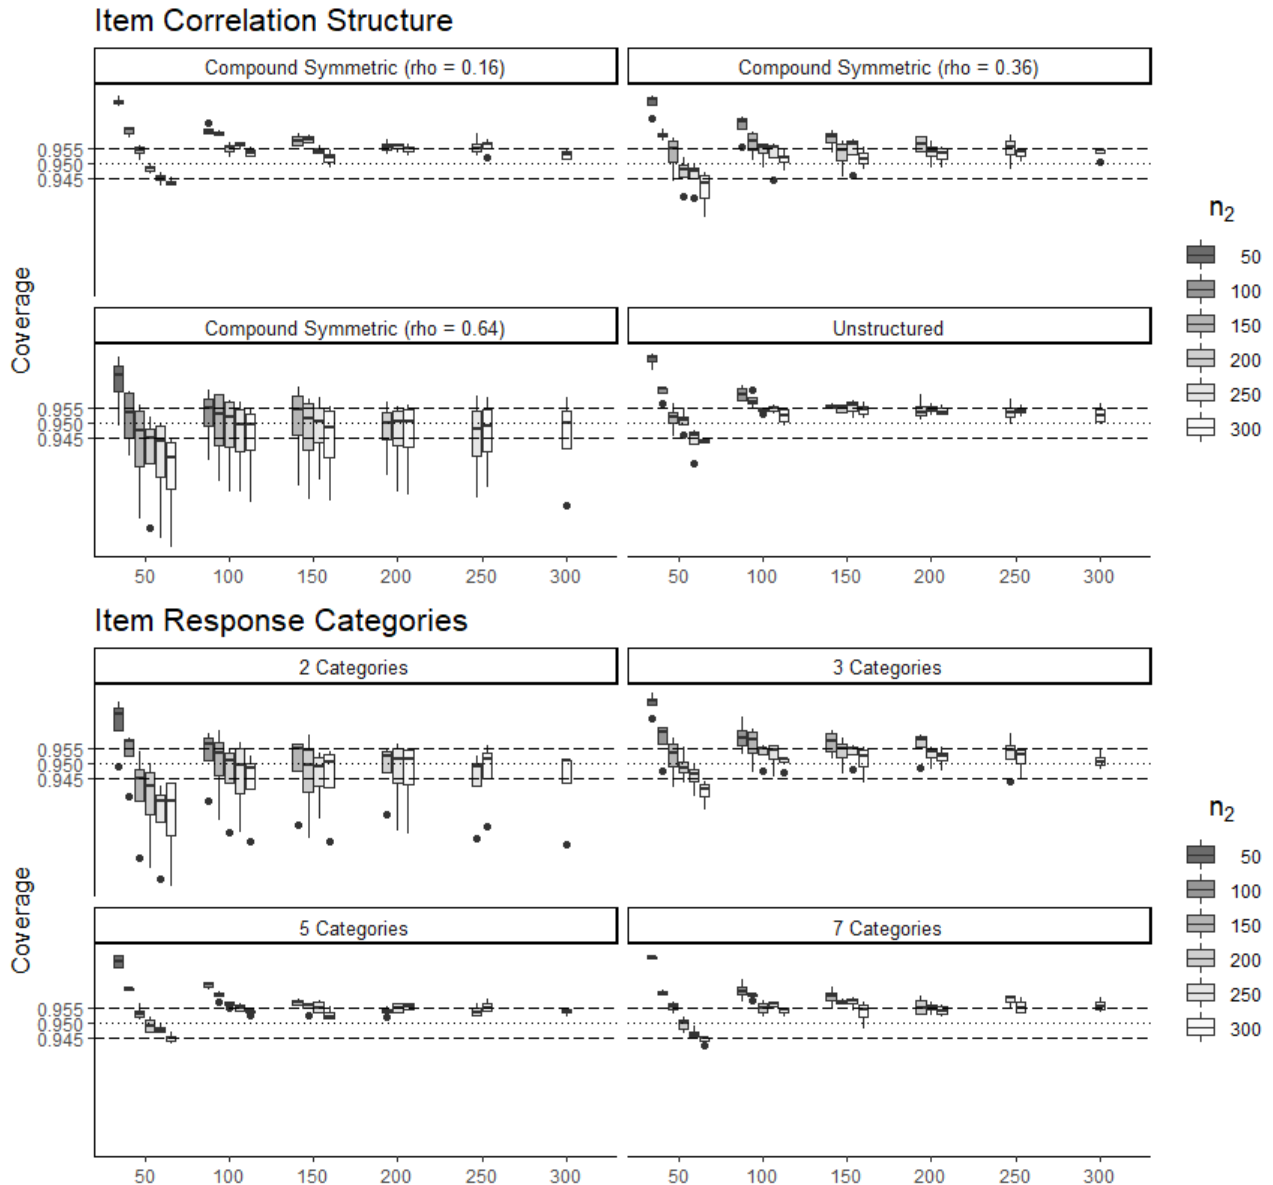 Item Correlation Structure
Compound Symmetric (rho = 0.16)
Compound Symmetric (rho = 0.36)
0.955
0.950
0.945
Coverage
Compound Symmetric (rho = 0.64)
Unstructured
0.955
0.950
0.945
50 100 150 200 250 300
50 100 150 200 250 300
n2
50
100
150
200
250
300
Item Response Categories
2 Categories
3 Categories
0.955
0.950
0.945
Coverage
5 Categories
7 Categories
0.955
0.950
0.945
50 100 150 200 250 300
50 100 150 200 250 300
n2
50
100
150
200
250
300